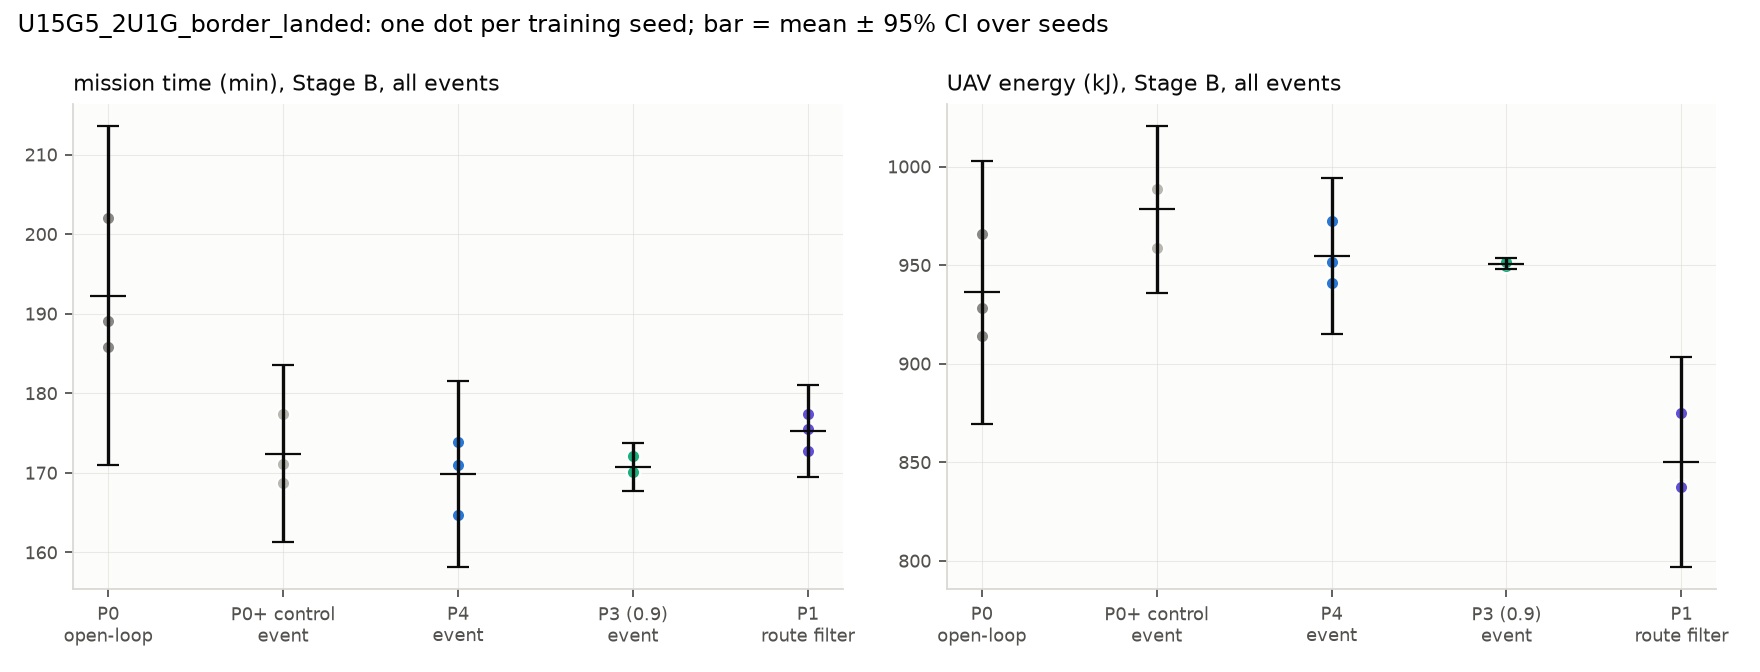 U15G5_2U1G_border_landed: one dot per training seed; bar = mean ± 95% CI over seeds
mission time (min), Stage B, all events
210
200
190
180
170
160
P0
open-loop
P0+ control
event
P4
event
P3 (0.9)
event
P1
route filter
UAV energy (kJ), Stage B, all events
1000
950
900
850
800
P0
open-loop
P0+ control
event
P4
event
P3 (0.9)
event
P1
route filter